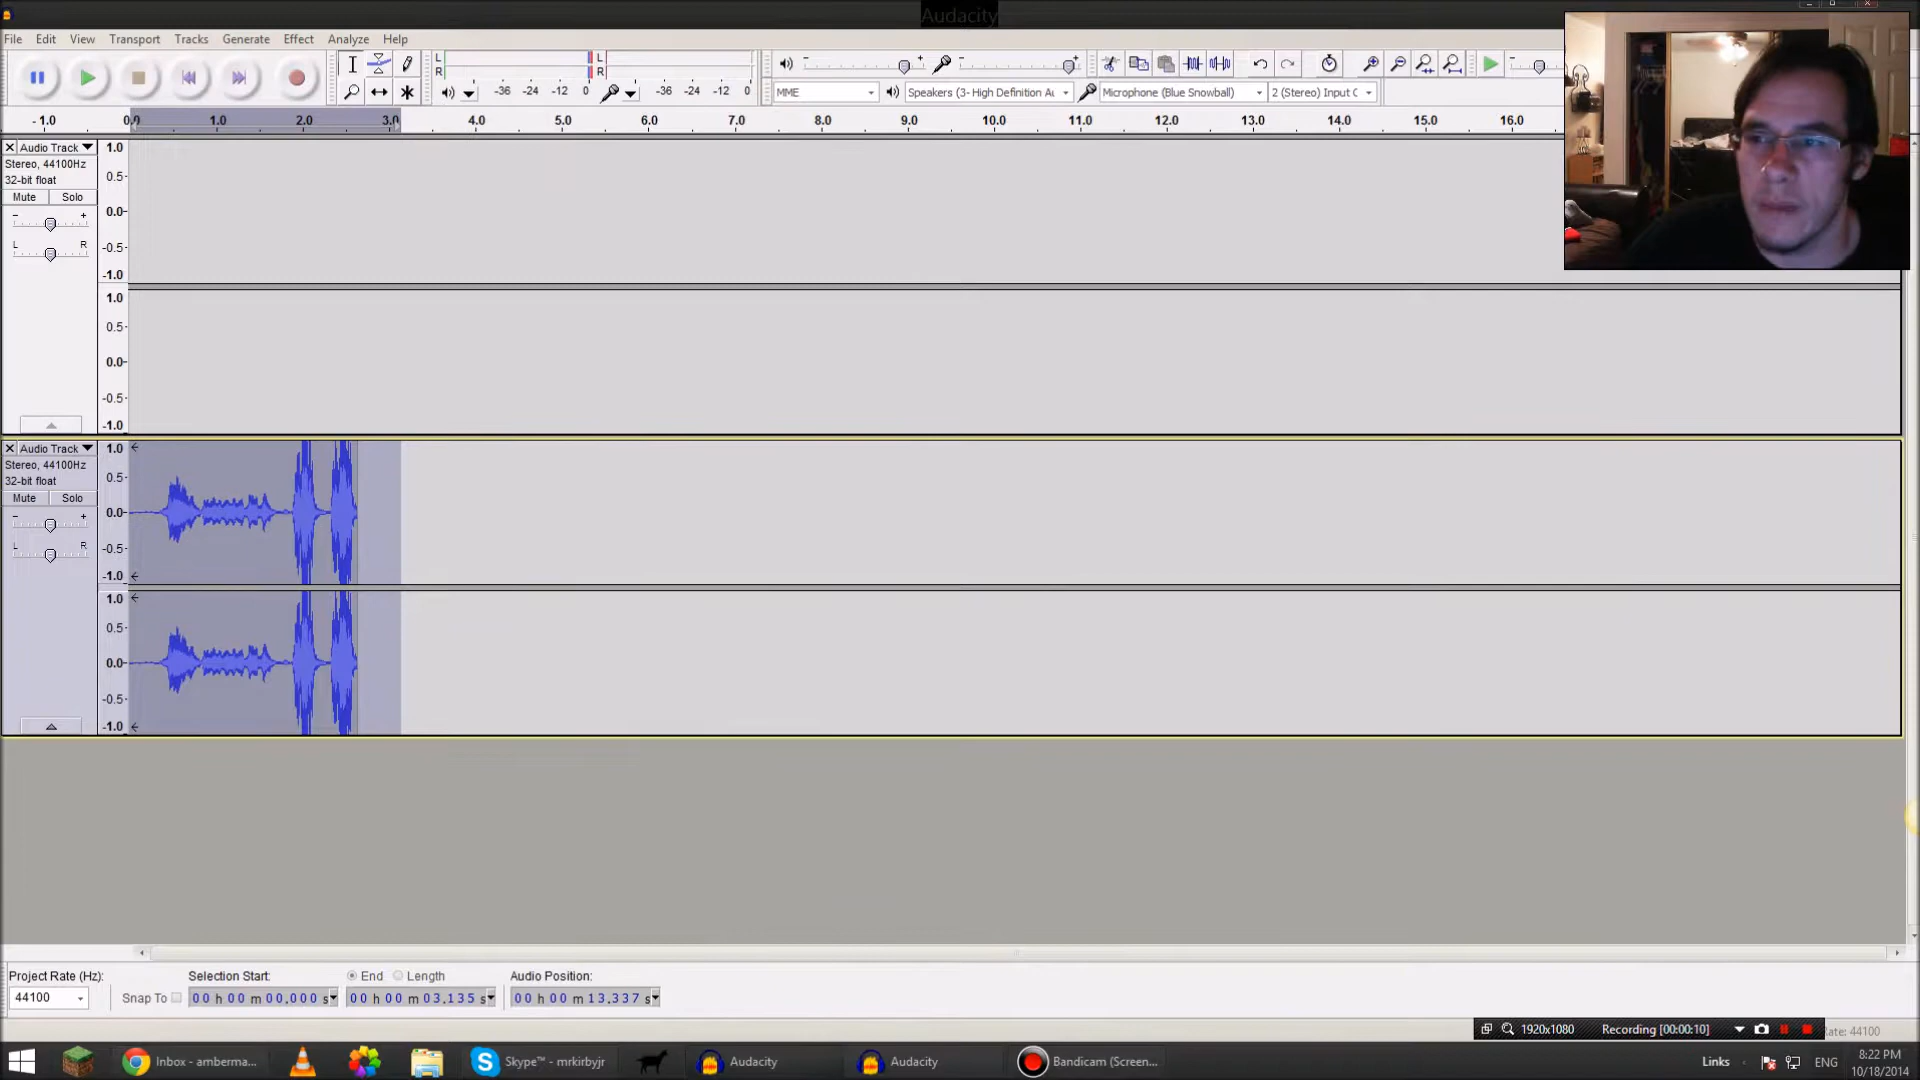 Audacity
File Edit View Transport Tracks Generate Effect Analyze Help
L
R
-36 -24 -12 0
L
R
-36 -24 -12 0
MME
Speakers (3- High Definition Au
Microphone (Blue Snowball)
2 (Stereo) Input C
-1.0 0.0 1.0 2.0 3.0 4.0 5.0 6.0 7.0 8.0 9.0 10.0 11.0 12.0 13.0 14.0 15.0 16.0
Audio Track
Stereo, 44100Hz
32-bit float
Mute Solo
- +
L R
1.0
0.5
0.0
-0.5
-1.0
1.0
0.5
0.0
-0.5
-1.0
Audio Track
Stereo, 44100Hz
32-bit float
Mute Solo
- +
L R
1.0
0.5
0.0
-0.5
-1.0
1.0
0.5
0.0
-0.5
-1.0
Project Rate (Hz): Selection Start: End Length Audio Position:
44100 Snap To 00 h 00 m 00.000 s 00 h 00 m 03.135 s 00 h 00 m 13.337 s
1920x1080 Recording [00:00:10] Rate: 44100
Inbox - amberma... Skype™ - mrkirbyjr Audacity Audacity Bandicam (Screen... Links ENG
8:22 PM
10/18/2014